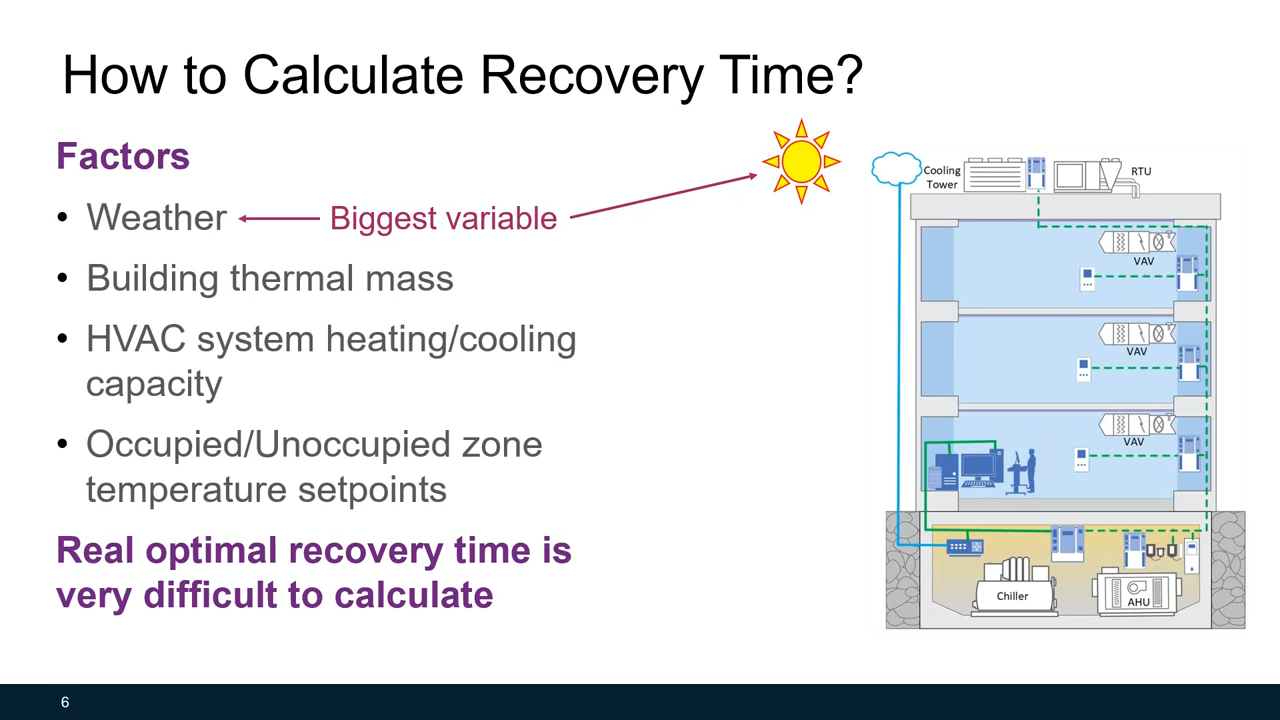 How to Calculate Recovery Time?
Factors
• Weather
Biggest variable
• Building thermal mass
• HVAC system heating/cooling
capacity
• Occupied/Unoccupied zone
temperature setpoints
Real optimal recovery time is
very difficult to calculate
Cooling
Tower
RTU
VAV
VAV
VAV
Chiller
AHU
6